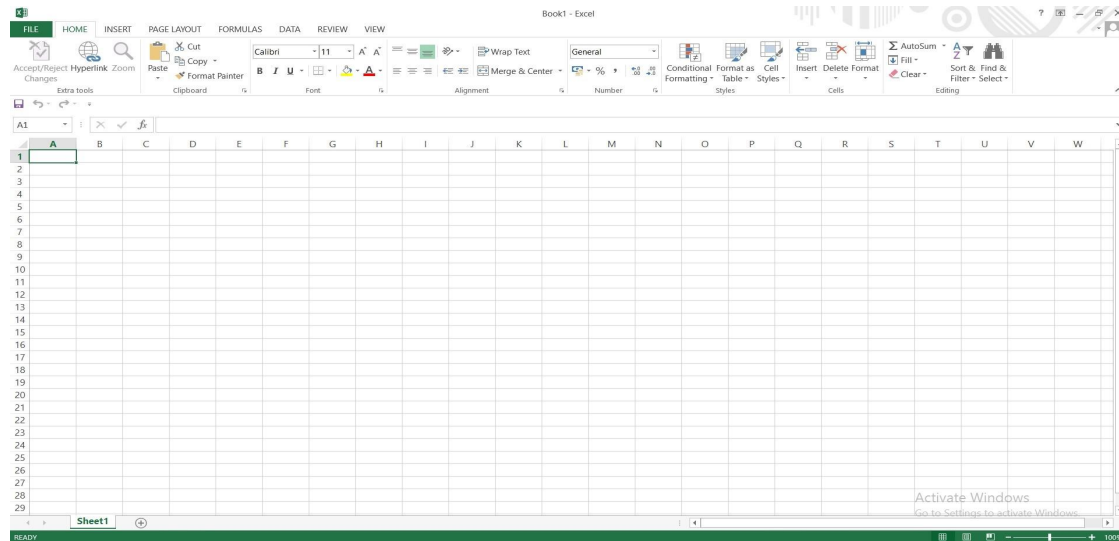 Book1 - Excel
FILE HOME INSERT PAGE LAYOUT FORMULAS DATA REVIEW VIEW
Accept/Reject Changes Hyperlink Zoom
Extra tools
Paste Cut
Copy
Format Painter
Clipboard
Calibri 11
B I U
Font
Wrap Text
Merge & Center
Alignment
General
% ,
Number
Conditional Formatting Format as Table Cell Styles
Styles
Insert Delete Format
Cells
AutoSum
Fill
Clear
Sort & Filter Find & Select
Editing
A1 fx
A B C D E F G H I J K L M N O P Q R S T U V W
1
2
3
4
5
6
7
8
9
10
11
12
13
14
15
16
17
18
19
20
21
22
23
24
25
26
27
28
29
Activate Windows
Go to Settings to activate Windows.
Sheet1
READY